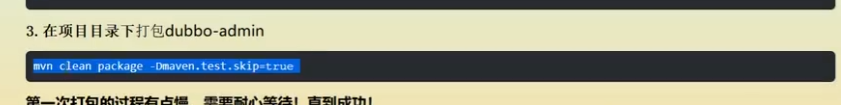 3. 在项目目录下打包dubbo-admin
mvn clean package -Dmaven.test.skip=true
第一次打包的过程有点慢，需要耐心等待！直到成功！